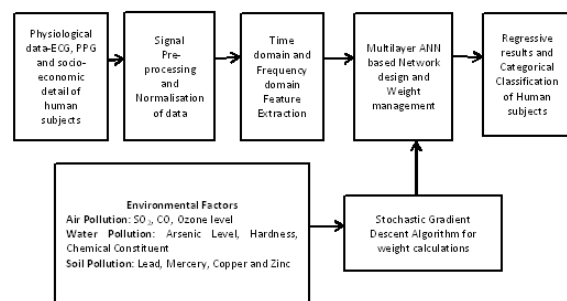 Physiological
data-ECG, PPG
and socio-
economic
detail of
human
subjects
Signal
Pre-
processing
and
Normalisation
of data
Time
domain and
Frequency
domain
Feature
Extraction
Multilayer ANN
based Network
design and
Weight
management
Regressive
results and
Categorical
Classification
of Human
subjects
Environmental Factors
Air Pollution: SO₂, CO, Ozone level
Water Pollution: Arsenic Level, Hardness,
Chemical Constituent
Soil Pollution: Lead, Mercery, Copper and Zinc
Stochastic Gradient
Descent Algorithm for
weight calculations